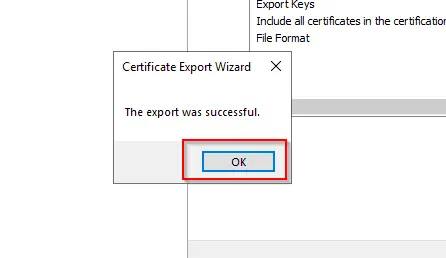 Export Keys
Include all certificates in the certification
File Format
Certificate Export Wizard
The export was successful.
OK